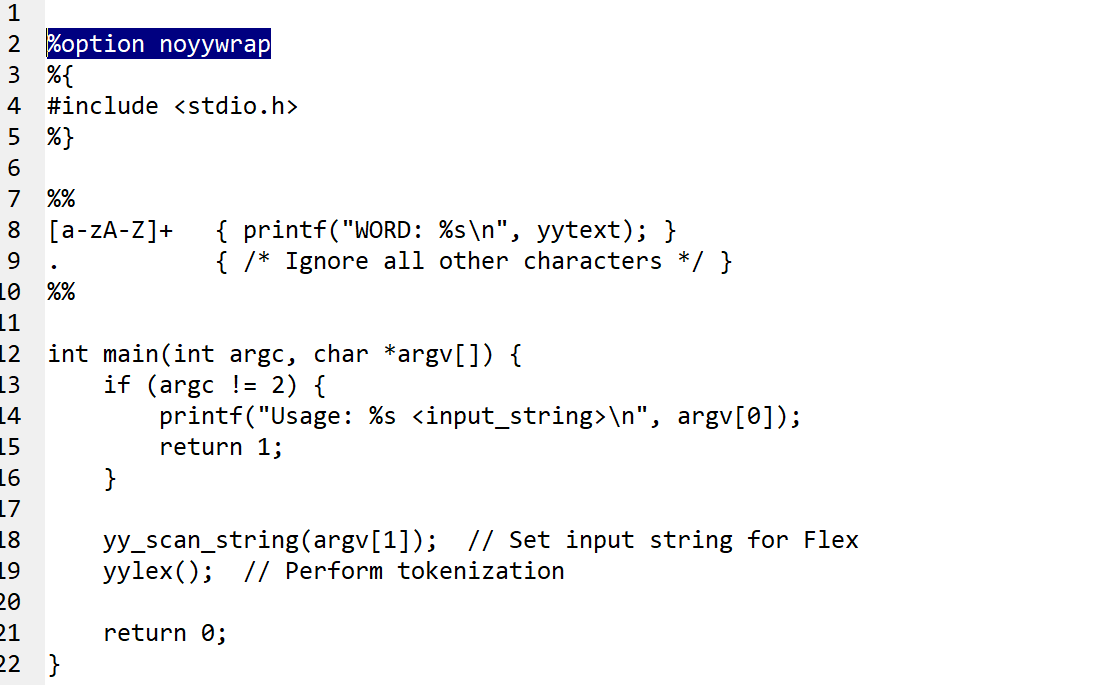 1
2 %option noyywrap
3 %{
4 #include <stdio.h>
5 %}
6
7 %%
8 [a-zA-Z]+   { printf("WORD: %s\n", yytext); }
9 .           { /* Ignore all other characters */ }
10 %%
11
12 int main(int argc, char *argv[]) {
13     if (argc != 2) {
14         printf("Usage: %s <input_string>\n", argv[0]);
15         return 1;
16     }
17
18     yy_scan_string(argv[1]);  // Set input string for Flex
19     yylex();  // Perform tokenization
20
21     return 0;
22 }